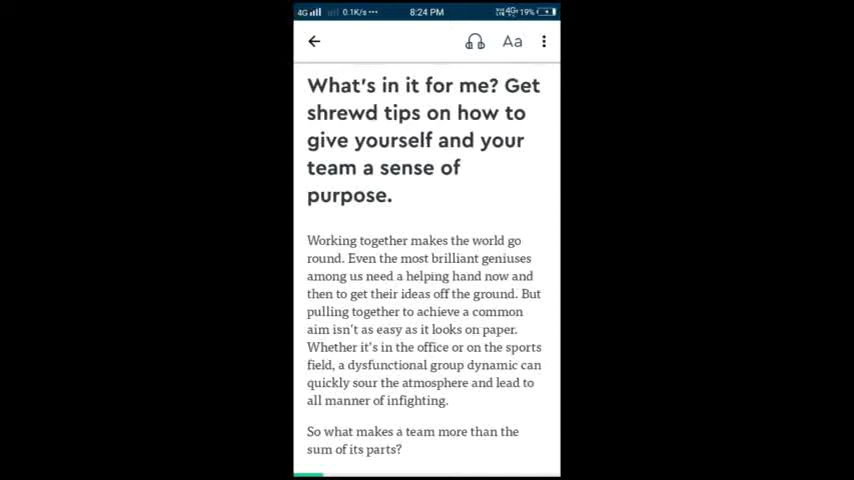 4G 0.1K/s ••• 8:24 PM 4G 19%
Aa
What's in it for me? Get
shrewd tips on how to
give yourself and your
team a sense of
purpose.
Working together makes the world go
round. Even the most brilliant geniuses
among us need a helping hand now and
then to get their ideas off the ground. But
pulling together to achieve a common
aim isn't as easy as it looks on paper.
Whether it's in the office or on the sports
field, a dysfunctional group dynamic can
quickly sour the atmosphere and lead to
all manner of infighting.
So what makes a team more than the
sum of its parts?